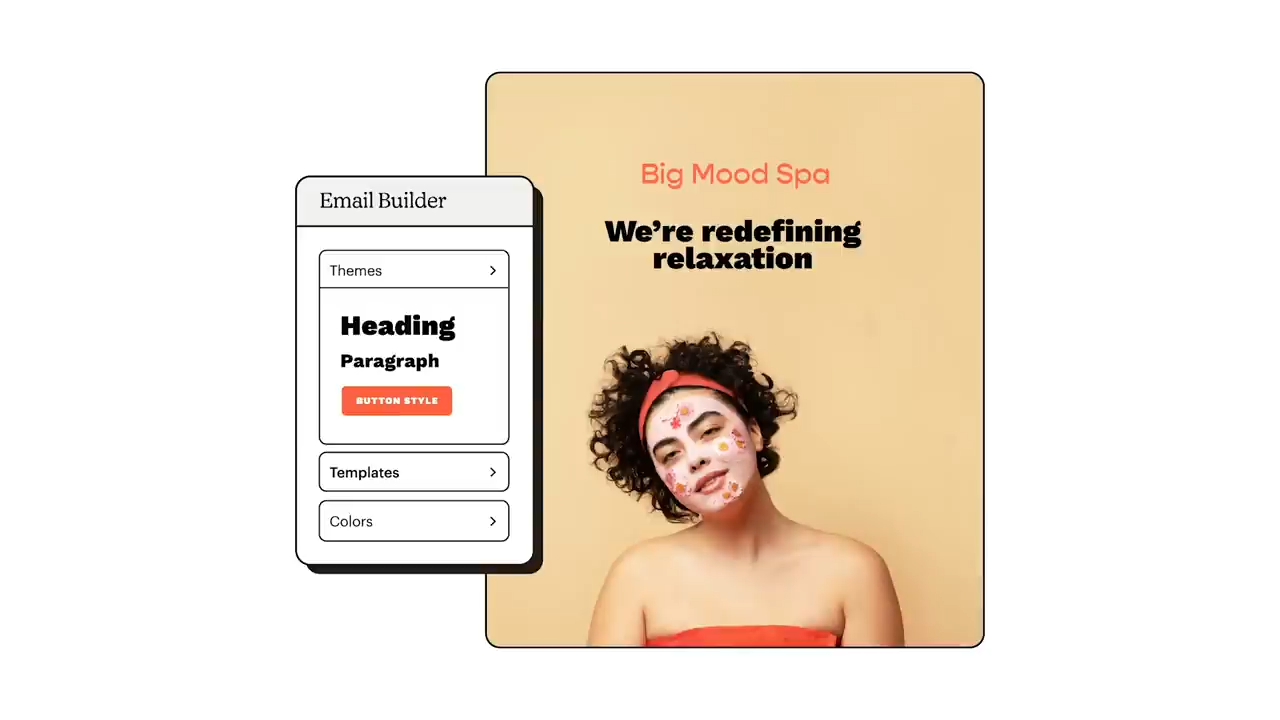 Email Builder
Themes
Heading
Paragraph
BUTTON STYLE
Templates
Colors
Big Mood Spa
We’re redefining
relaxation